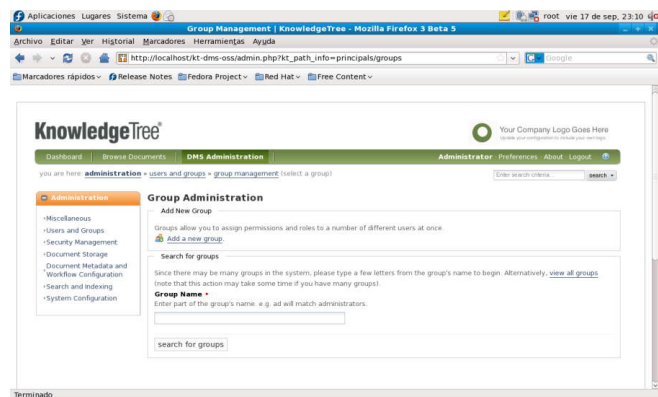 Aplicaciones Lugares Sistema root vie 17 de sep, 23:10
Group Management | KnowledgeTree - Mozilla Firefox 3 Beta 5
Archivo Editar Ver Historial Marcadores Herramientas Ayuda
http://localhost/kt-dms-oss/admin.php?kt_path_info=principals/groups Google
Marcadores rápidos Release Notes Fedora Project Red Hat Free Content
KnowledgeTree®
Your Company Logo Goes Here
Update your configuration to include your own logo.
Dashboard Browse Documents DMS Administration Administrator Preferences About Logout
you are here: administration » users and groups » group management (select a group) Enter search criteria... search
Administration
Miscellaneous
Users and Groups
Security Management
Document Storage
Document Metadata and
Workflow Configuration
Search and Indexing
System Configuration
Group Administration
Add New Group
Groups allow you to assign permissions and roles to a number of different users at once.
Add a new group.
Search for groups
Since there may be many groups in the system, please type a few letters from the group's name to begin. Alternatively, view all groups
(note that this action may take some time if you have many groups).
Group Name •
Enter part of the group's name. e.g. ad will match administrators.
search for groups
Terminado